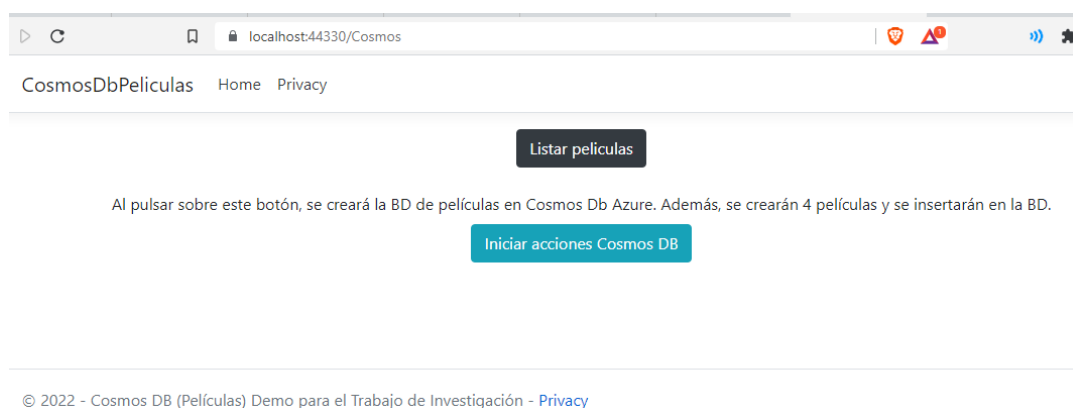 localhost:44330/Cosmos
1
CosmosDbPeliculas Home Privacy
Listar peliculas
Al pulsar sobre este botón, se creará la BD de películas en Cosmos Db Azure. Además, se crearán 4 películas y se insertarán en la BD.
Iniciar acciones Cosmos DB
© 2022 - Cosmos DB (Películas) Demo para el Trabajo de Investigación - Privacy